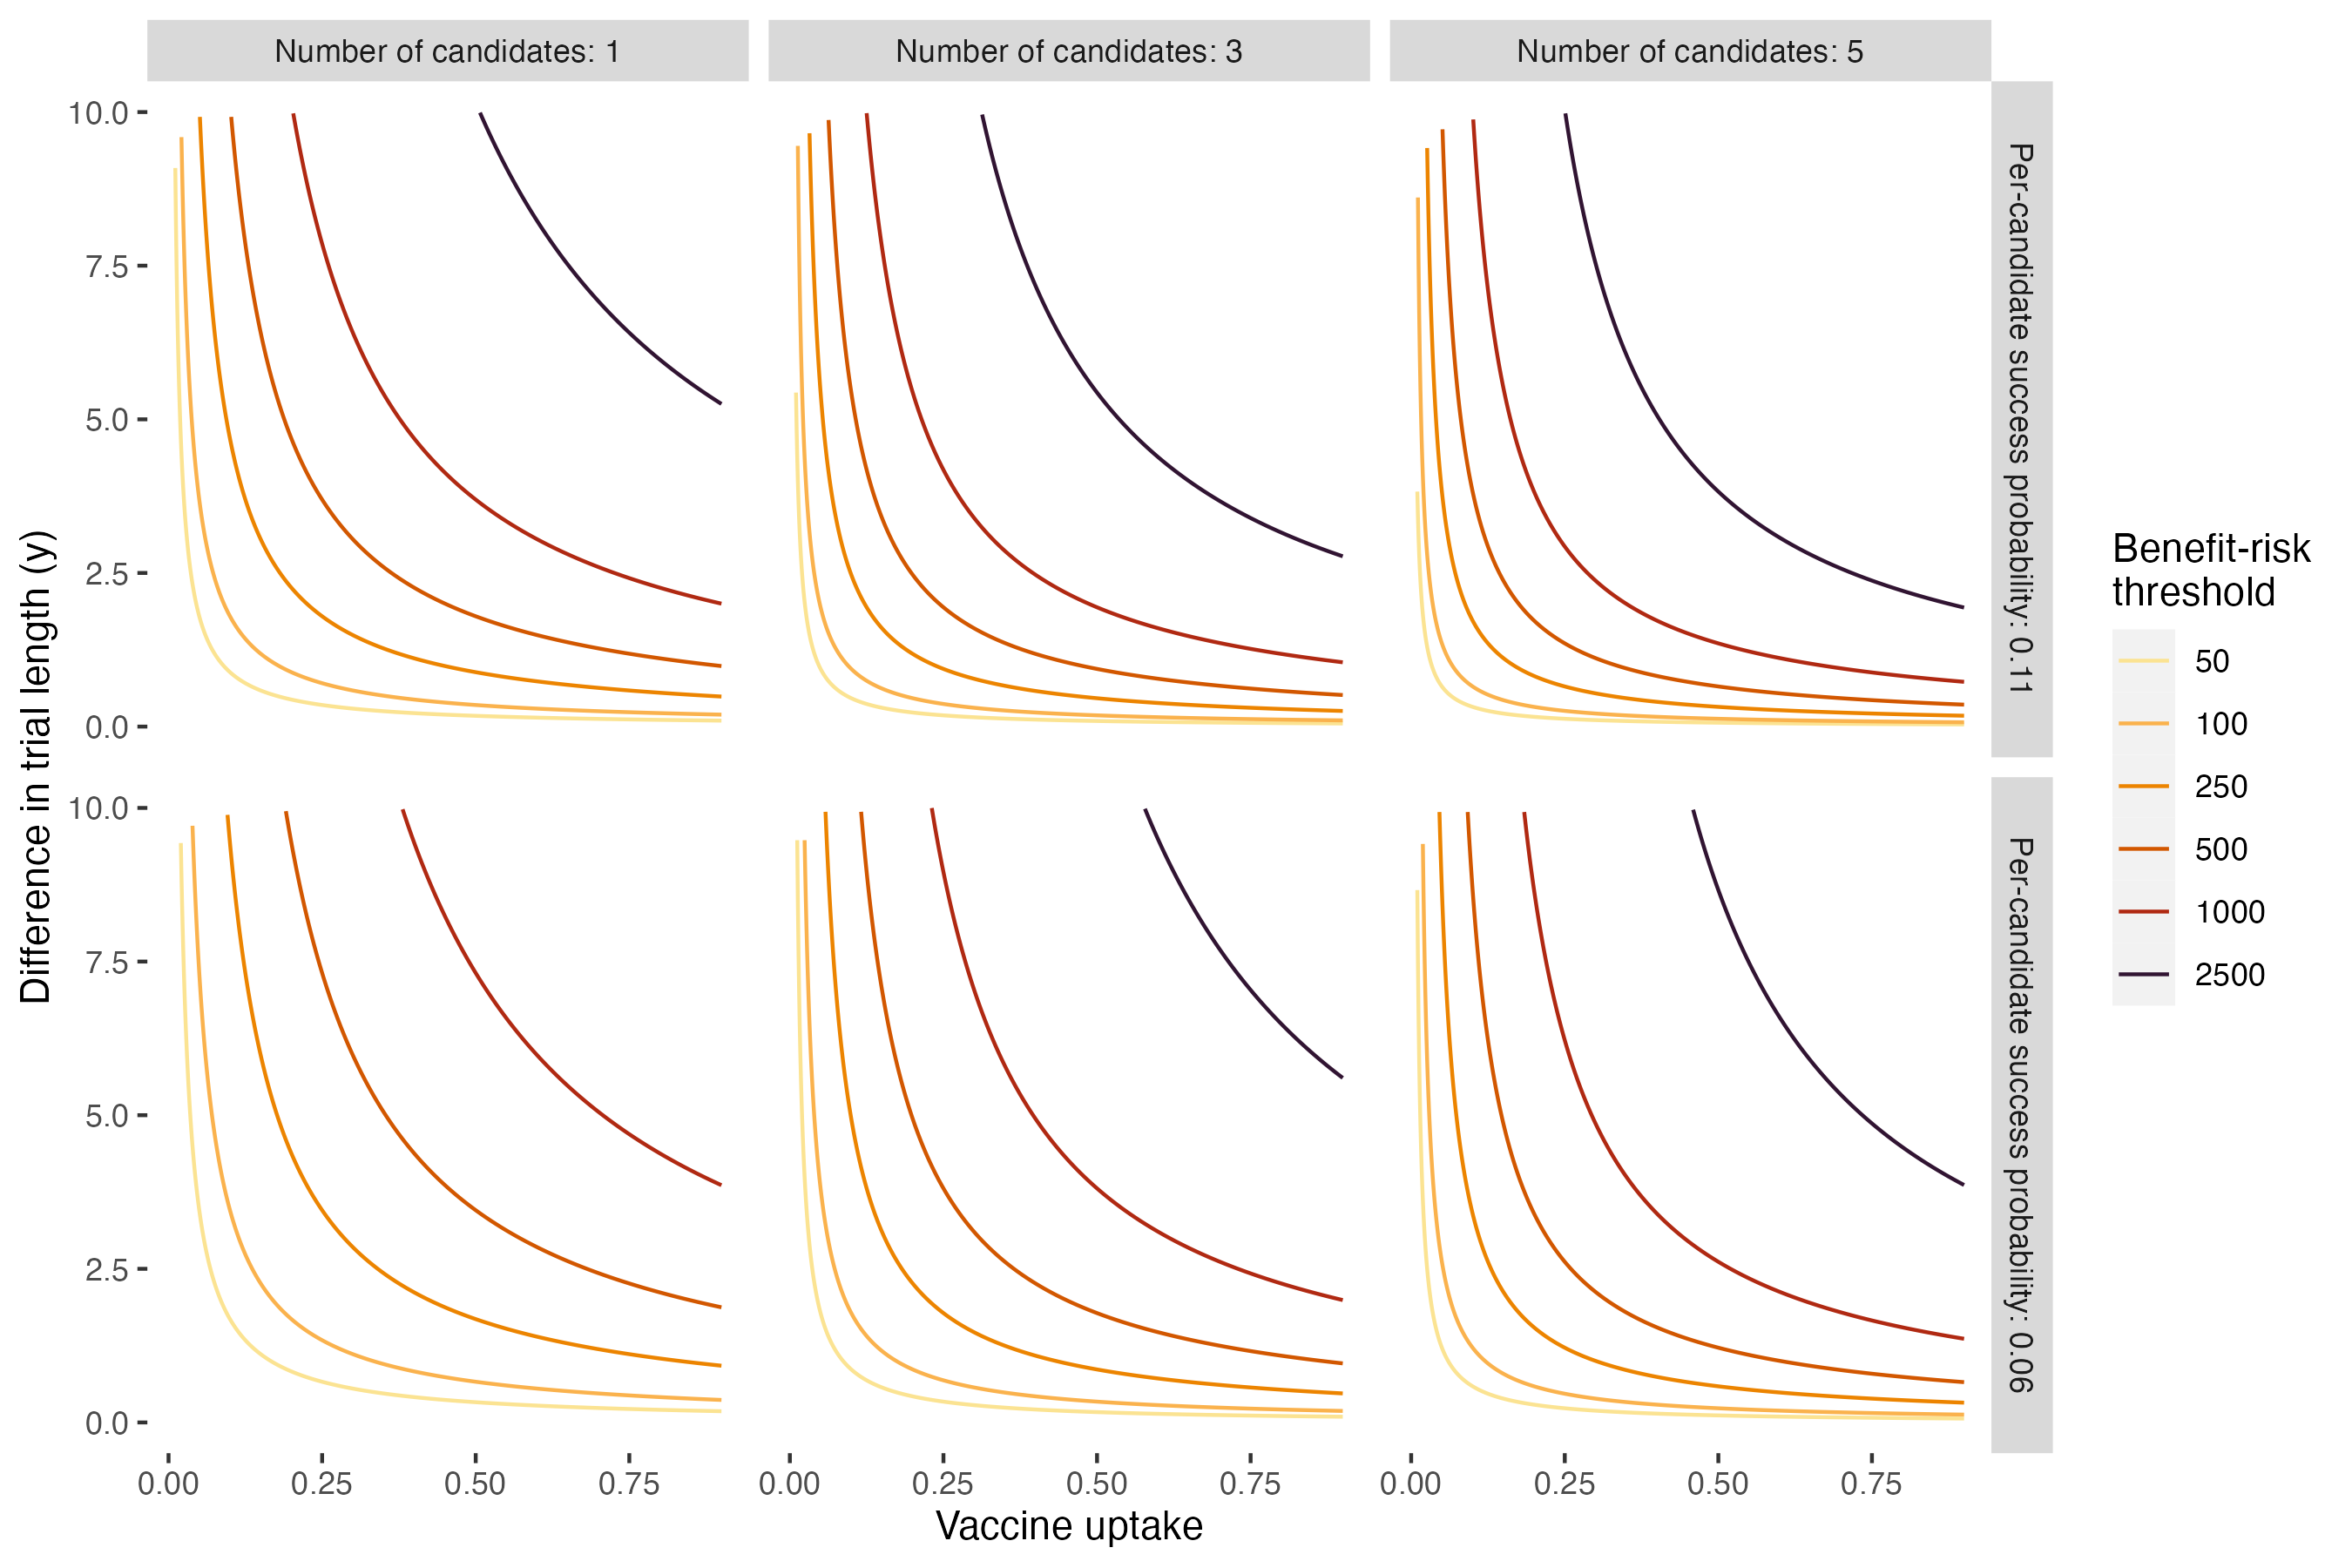 Number of candidates: 1
Number of candidates: 3
Number of candidates: 5
Difference in trial length (y)
10.0
7.5
5.0
2.5
0.0
Per-candidate success probability: 0.11
10.0
7.5
5.0
2.5
0.0
Per-candidate success probability: 0.06
0.00 0.25 0.50 0.75
0.00 0.25 0.50 0.75
0.00 0.25 0.50 0.75
Vaccine uptake
Benefit-risk
threshold
50
100
250
500
1000
2500